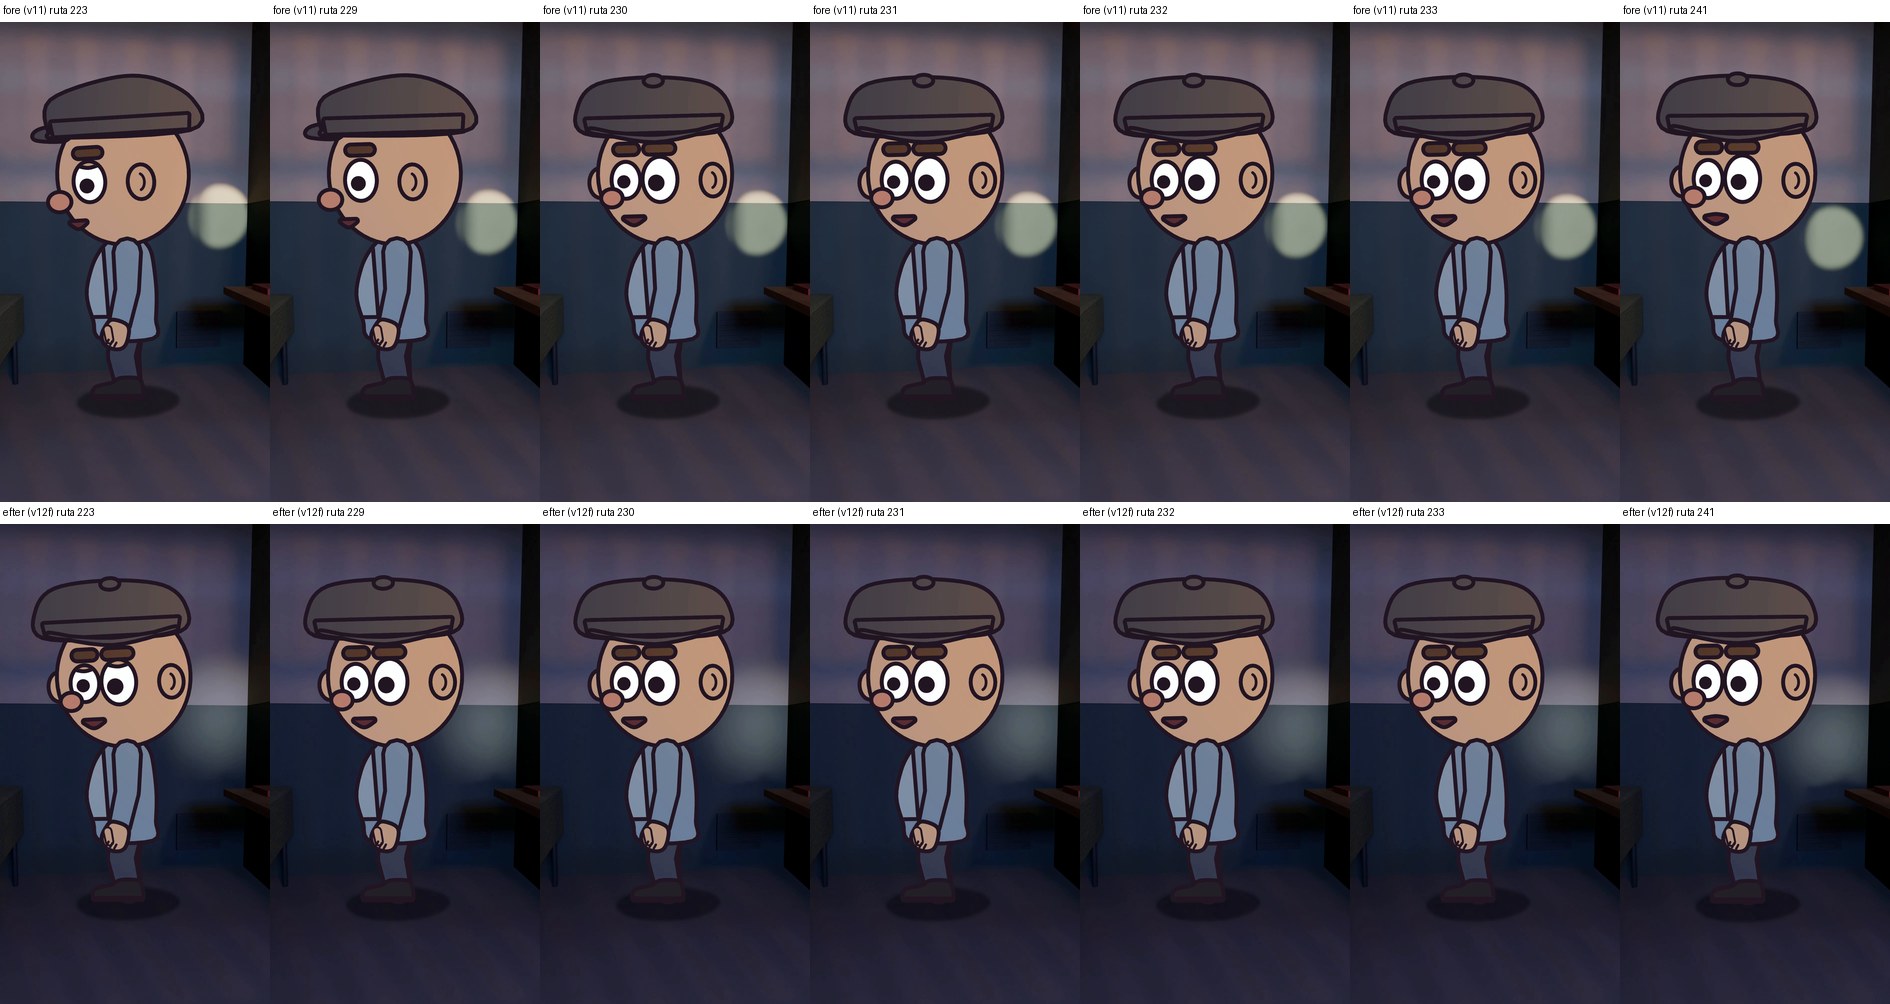 fore (v11) ruta 223
fore (v11) ruta 229
fore (v11) ruta 230
fore (v11) ruta 231
fore (v11) ruta 232
fore (v11) ruta 233
fore (v11) ruta 241
efter (v12f) ruta 223
efter (v12f) ruta 229
efter (v12f) ruta 230
efter (v12f) ruta 231
efter (v12f) ruta 232
efter (v12f) ruta 233
efter (v12f) ruta 241